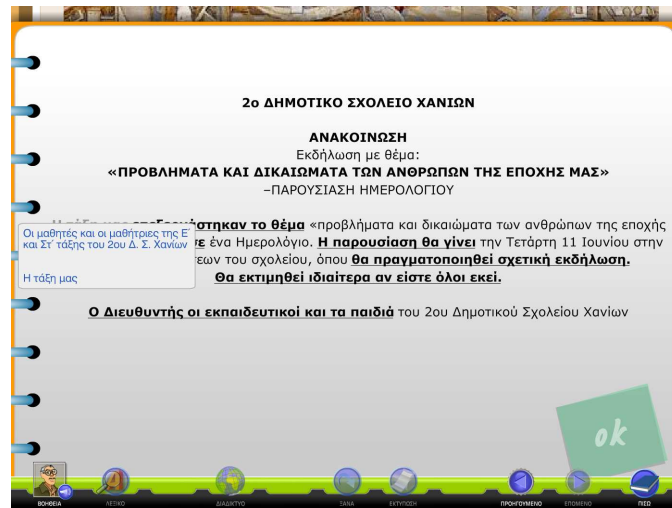 2ο ΔΗΜΟΤΙΚΟ ΣΧΟΛΕΙΟ ΧΑΝΙΩΝ
ΑΝΑΚΟΙΝΩΣΗ
Εκδήλωση με θέμα:
«ΠΡΟΒΛΗΜΑΤΑ ΚΑΙ ΔΙΚΑΙΩΜΑΤΑ ΤΩΝ ΑΝΘΡΩΠΩΝ ΤΗΣ ΕΠΟΧΗΣ ΜΑΣ»
–ΠΑΡΟΥΣΙΑΣΗ ΗΜΕΡΟΛΟΓΙΟΥ
το θέμα «προβλήματα και δικαιώματα των ανθρώπων της εποχής
ένα Ημερολόγιο. Η παρουσίαση θα γίνει την Τετάρτη 11 Ιουνίου στην
του σχολείου, όπου θα πραγματοποιηθεί σχετική εκδήλωση.
Θα εκτιμηθεί ιδιαίτερα αν είστε όλοι εκεί.
Οι μαθητές και οι μαθήτριες της Ε΄
και Στ΄ τάξης του 2ου Δ. Σ. Χανίων
Η τάξη μας
Ο Διευθυντής οι εκπαιδευτικοί και τα παιδιά του 2ου Δημοτικού Σχολείου Χανίων
ok
ΒΟΗΘΕΙΑ ΛΕΞΙΚΟ ΔΙΑΔΙΚΤΥΟ ΞΑΝΑ ΕΚΤΥΠΩΣΗ ΠΡΟΗΓΟΥΜΕΝΟ ΕΠΟΜΕΝΟ ΠΙΣΩ